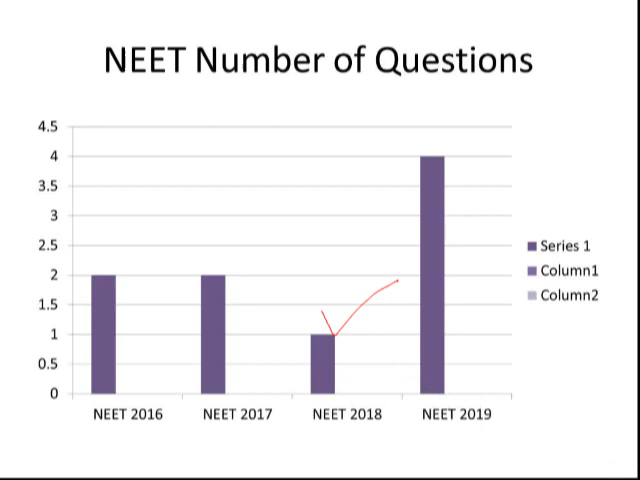 NEET Number of Questions
4.5
4
3.5
3
2.5
2
1.5
1
0.5
0
NEET 2016 NEET 2017 NEET 2018 NEET 2019
Series 1
Column1
Column2